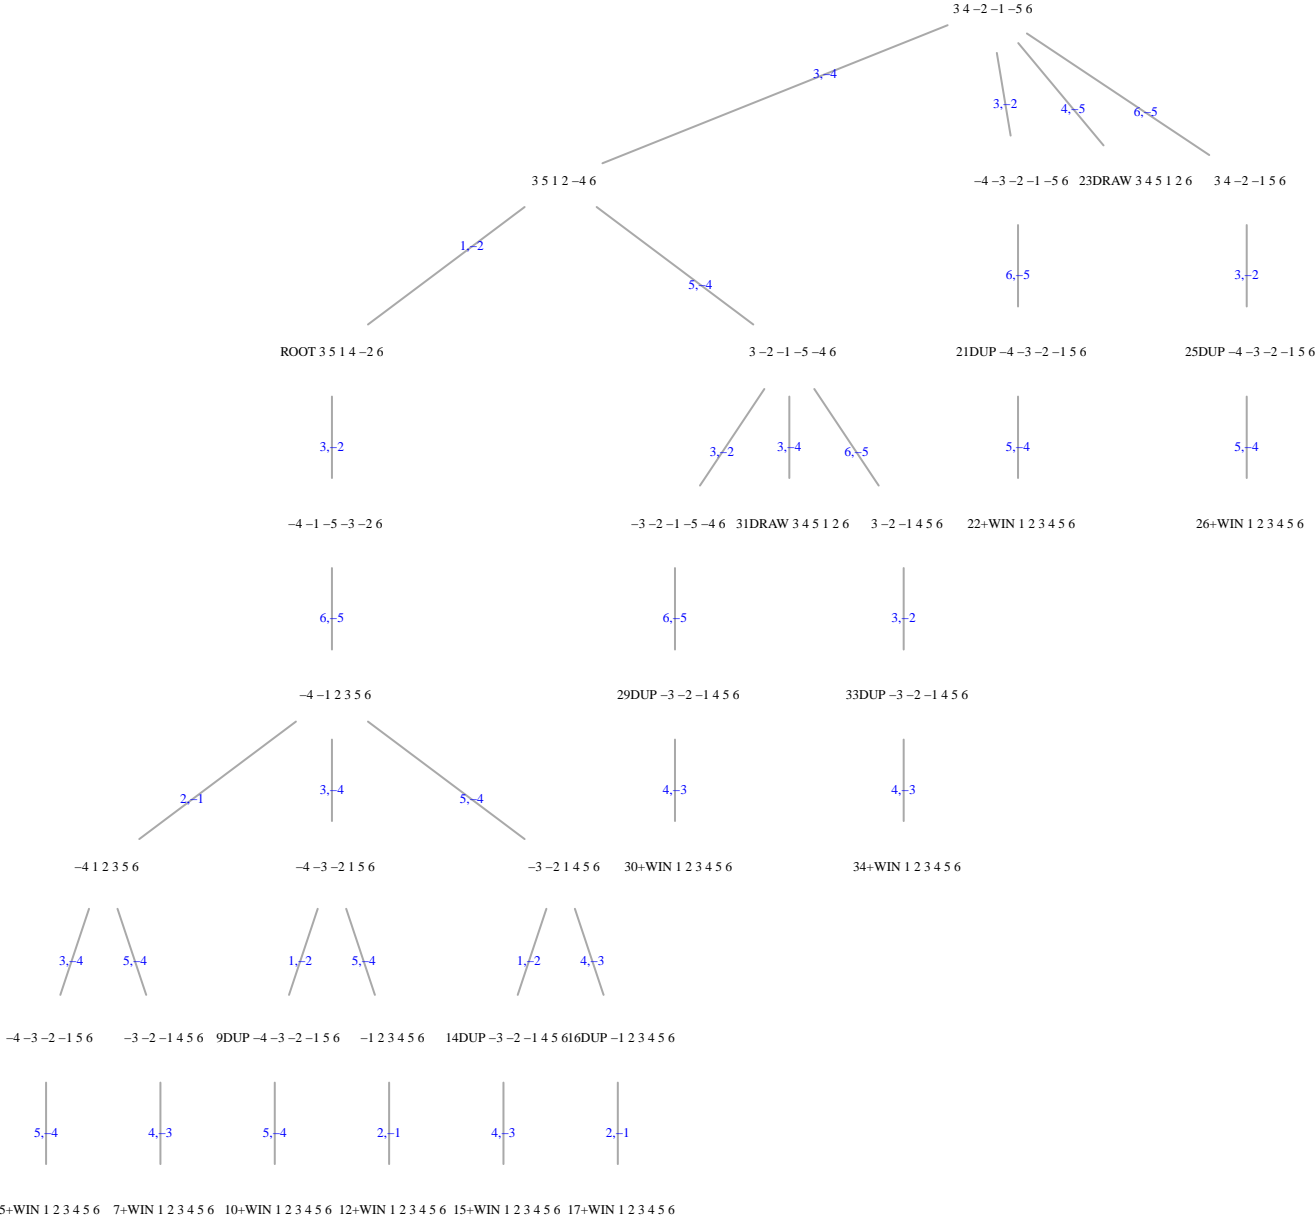 3 4 −2 −1 −5 6
3,−4
3,−2
4,−5
6,−5
3 5 1 2 −4 6
−4 −3 −2 −1 −5 6
23DRAW 3 4 5 1 2 6
3 4 −2 −1 5 6
1,−2
5,−4
6,−5
3,−2
ROOT 3 5 1 4 −2 6
3 −2 −1 −5 −4 6
21DUP −4 −3 −2 −1 5 6
25DUP −4 −3 −2 −1 5 6
3,−2
3,−2
3,−4
6,−5
5,−4
5,−4
−4 −1 −5 −3 −2 6
−3 −2 −1 −5 −4 6
31DRAW 3 4 5 1 2 6
3 −2 −1 4 5 6
22+WIN 1 2 3 4 5 6
26+WIN 1 2 3 4 5 6
6,−5
6,−5
3,−2
−4 −1 2 3 5 6
29DUP −3 −2 −1 4 5 6
33DUP −3 −2 −1 4 5 6
2,−1
3,−4
5,−4
4,−3
4,−3
−4 1 2 3 5 6
−4 −3 −2 1 5 6
−3 −2 1 4 5 6
30+WIN 1 2 3 4 5 6
34+WIN 1 2 3 4 5 6
3,−4
5,−4
1,−2
5,−4
1,−2
4,−3
−4 −3 −2 −1 5 6
−3 −2 −1 4 5 6
9DUP −4 −3 −2 −1 5 6
−1 2 3 4 5 6
14DUP −3 −2 −1 4 5 6
16DUP −1 2 3 4 5 6
5,−4
4,−3
5,−4
2,−1
4,−3
2,−1
5+WIN 1 2 3 4 5 6
7+WIN 1 2 3 4 5 6
10+WIN 1 2 3 4 5 6
12+WIN 1 2 3 4 5 6
15+WIN 1 2 3 4 5 6
17+WIN 1 2 3 4 5 6